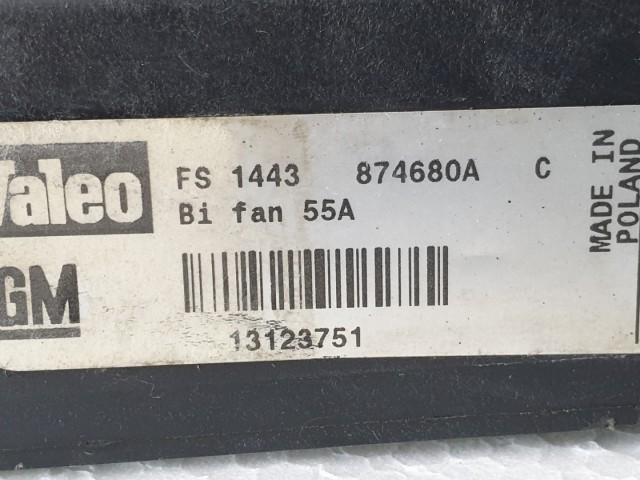 Valeo
FS 1443 874680A C
Bi fan 55A
GM
13123751
MADE IN
POLAND